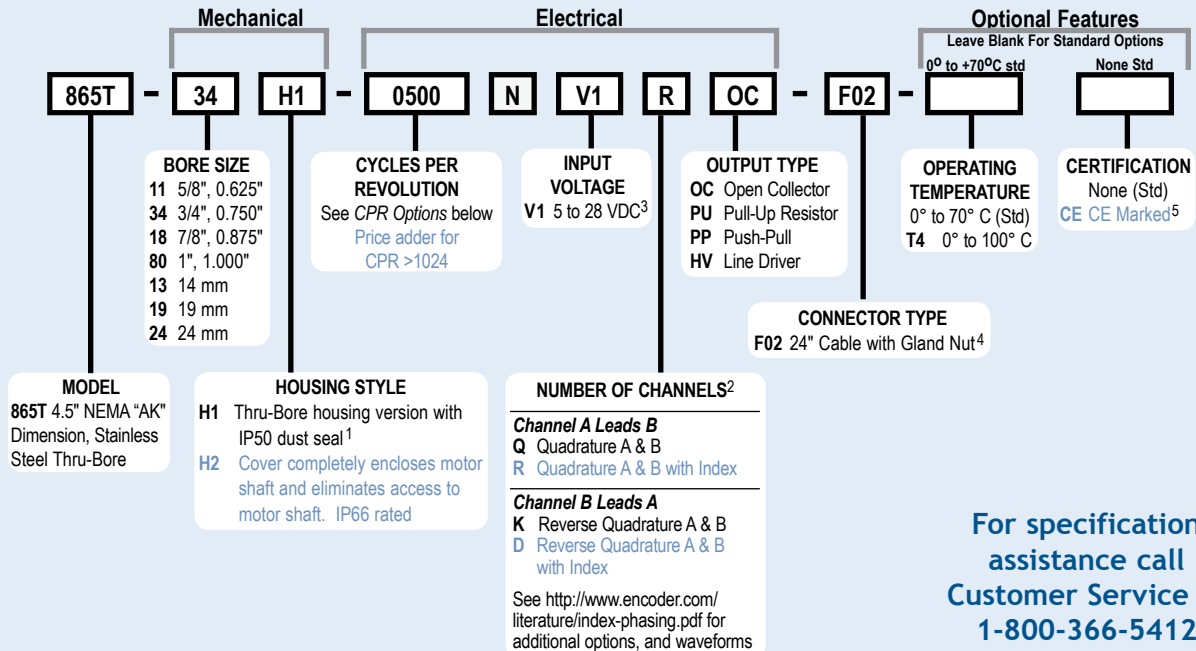 Mechanical
Electrical
Optional Features
Leave Blank For Standard Options
0⁰ to +70⁰C std
None Std
865T - 34 H1 - 0500 N V1 R OC - F02 -
BORE SIZE
11 5/8", 0.625"
34 3/4", 0.750"
18 7/8", 0.875"
80 1", 1.000"
13 14 mm
19 19 mm
24 24 mm
CYCLES PER
REVOLUTION
See CPR Options below
Price adder for
CPR >1024
INPUT
VOLTAGE
V1 5 to 28 VDC³
OUTPUT TYPE
OC Open Collector
PU Pull-Up Resistor
PP Push-Pull
HV Line Driver
OPERATING
TEMPERATURE
0° to 70° C (Std)
T4 0° to 100° C
CERTIFICATION
None (Std)
CE CE Marked⁵
CONNECTOR TYPE
F02 24" Cable with Gland Nut⁴
MODEL
865T 4.5" NEMA “AK”
Dimension, Stainless
Steel Thru-Bore
HOUSING STYLE
H1 Thru-Bore housing version with
IP50 dust seal¹
H2 Cover completely encloses motor
shaft and eliminates access to
motor shaft. IP66 rated
NUMBER OF CHANNELS²
Channel A Leads B
Q Quadrature A & B
R Quadrature A & B with Index
Channel B Leads A
K Reverse Quadrature A & B
D Reverse Quadrature A & B
with Index
See http://www.encoder.com/
literature/index-phasing.pdf for
additional options, and waveforms
For specification
assistance call
Customer Service
1-800-366-5412